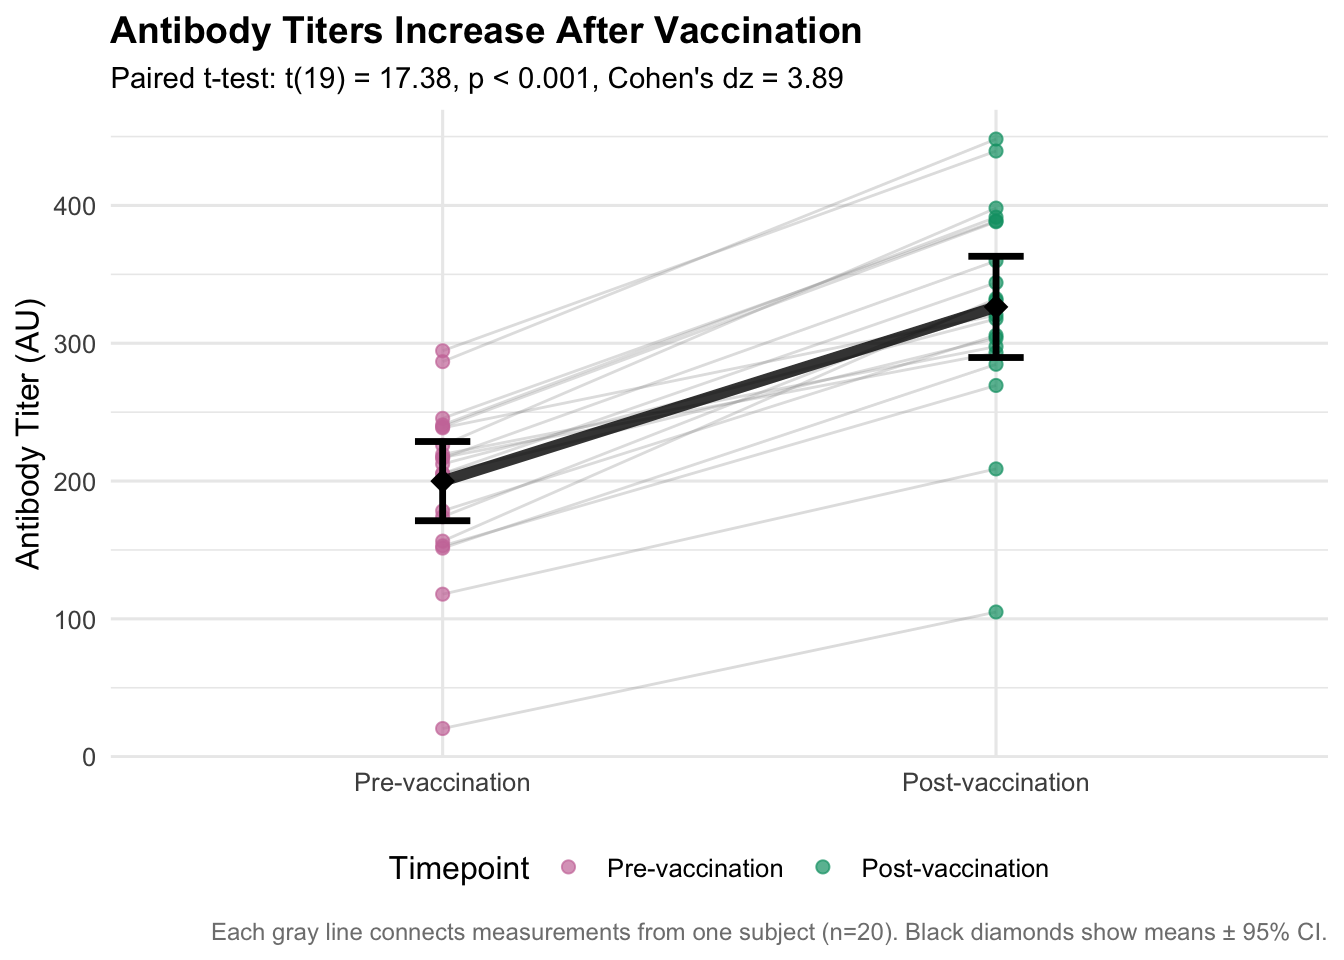 Antibody Titers Increase After Vaccination
Paired t-test: t(19) = 17.38, p < 0.001, Cohen's dz = 3.89
Antibody Titer (AU)
400
300
200
100
0
Pre-vaccination Post-vaccination
Timepoint Pre-vaccination Post-vaccination
Each gray line connects measurements from one subject (n=20). Black diamonds show means ± 95% CI.